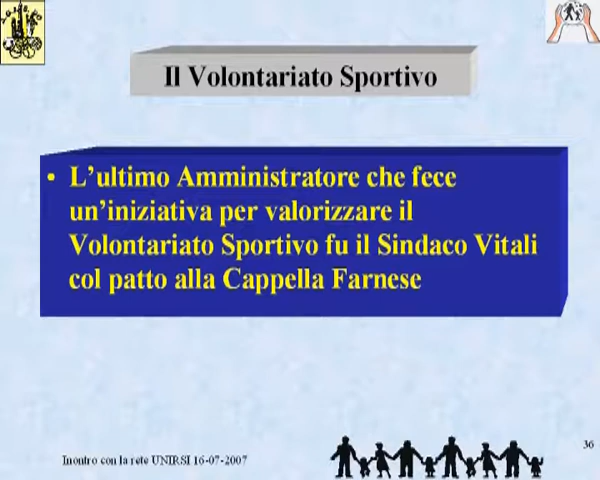 Il Volontariato Sportivo
• L'ultimo Amministratore che fece
un'iniziativa per valorizzare il
Volontariato Sportivo fu il Sindaco Vitali
col patto alla Cappella Farnese
36
Inontro con la rete UNIRSI 16-07-2007